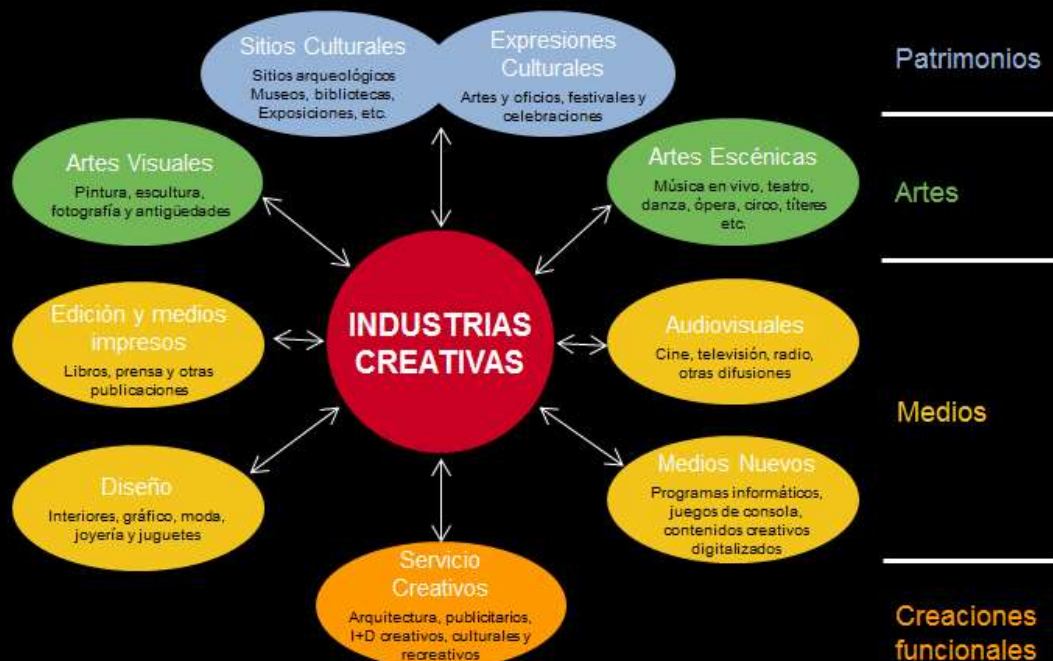 Sitios Culturales
Sitios arqueológicos
Museos, bibliotecas,
Exposiciones, etc.
Expresiones
Culturales
Artes y oficios, festivales y
celebraciones
Patrimonios
Artes Visuales
Pintura, escultura,
fotografía y antigüedades
Artes Escénicas
Música en vivo, teatro,
danza, ópera, circo, títeres
etc.
Artes
Edición y medios
impresos
Libros, prensa y otras
publicaciones
INDUSTRIAS
CREATIVAS
Audiovisuales
Cine, televisión, radio,
otras difusiones
Medios
Diseño
Interiores, gráfico, moda,
joyería y juguetes
Medios Nuevos
Programas informáticos,
juegos de consola,
contenidos creativos
digitalizados
Servicio
Creativos
Arquitectura, publicitarios,
I+D creativos, culturales y
recreativos
Creaciones
funcionales